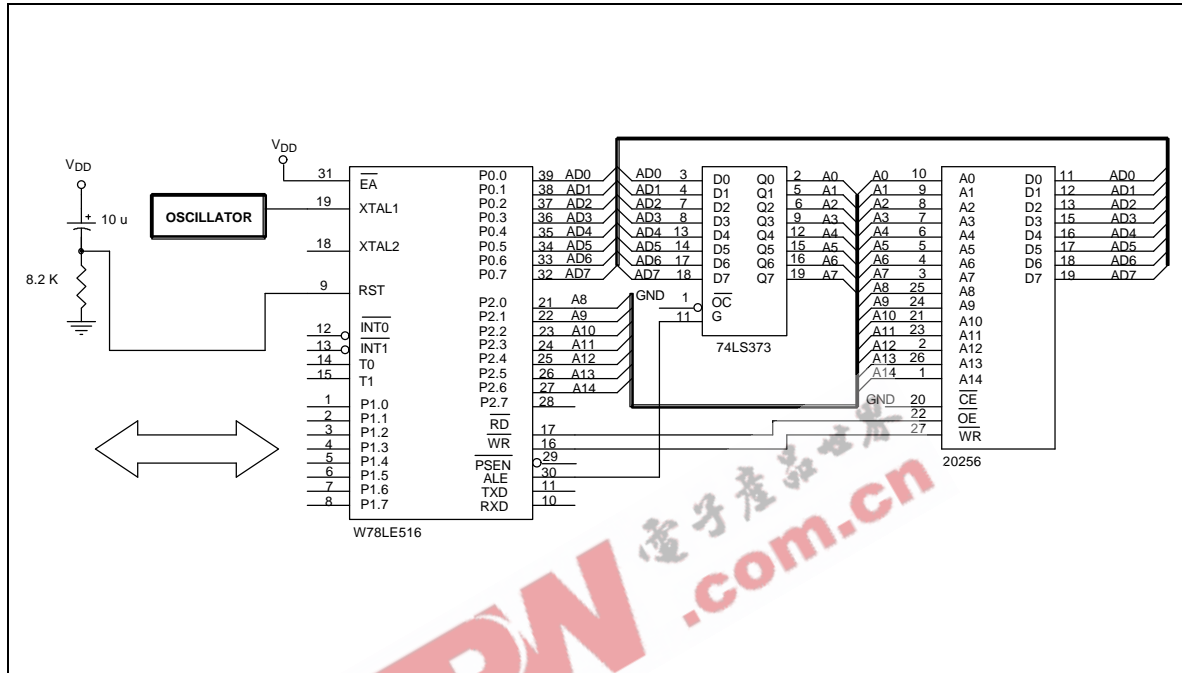 V_DD
10 u
8.2 K
OSCILLATOR
V_DD
31 EA
19 XTAL1
18 XTAL2
9 RST
12 INT0
13 INT1
14 T0
15 T1
1 P1.0
2 P1.1
3 P1.2
4 P1.3
5 P1.4
6 P1.5
7 P1.6
8 P1.7
P0.0 39 AD0
P0.1 38 AD1
P0.2 37 AD2
P0.3 36 AD3
P0.4 35 AD4
P0.5 34 AD5
P0.6 33 AD6
P0.7 32 AD7
P2.0 21 A8
P2.1 22 A9
P2.2 23 A10
P2.3 24 A11
P2.4 25 A12
P2.5 26 A13
P2.6 27 A14
P2.7 28
RD 17
WR 16
PSEN 29
ALE 30
TXD 11
RXD 10
W78LE516
AD0 3 D0 Q0 2 A0
AD1 4 D1 Q1 5 A1
AD2 7 D2 Q2 6 A2
AD3 8 D3 Q3 9 A3
AD4 13 D4 Q4 12 A4
AD5 14 D5 Q5 15 A5
AD6 17 D6 Q6 16 A6
AD7 18 D7 Q7 19 A7
GND 1 OC
11 G
74LS373
A0 10 A0 D0 11 AD0
A1 9 A1 D1 12 AD1
A2 8 A2 D2 13 AD2
A3 7 A3 D3 15 AD3
A4 6 A4 D4 16 AD4
A5 5 A5 D5 17 AD5
A6 4 A6 D6 18 AD6
A7 3 A7 D7 19 AD7
A8 25 A8
A9 24 A9
A10 21 A10
A11 23 A11
A12 2 A12
A13 26 A13
A14 1 A14
GND 20 CE
22 OE
27 WR
20256
電子產品世界
.com.cn